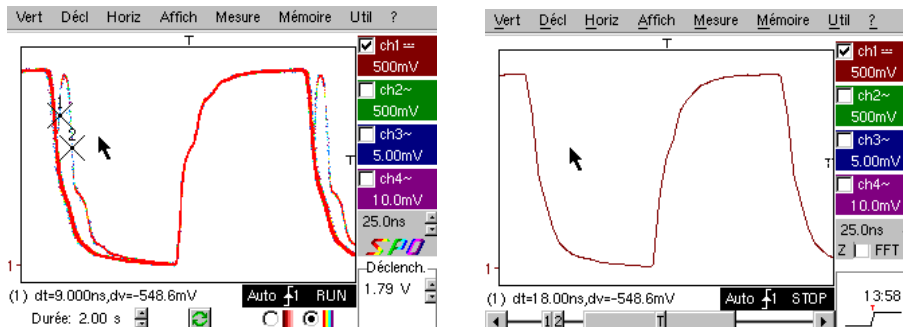 Vert Décl Horiz Affich Mesure Mémoire Util ?
T
ch1
500mV
ch2~
500mV
ch3~
5.00mV
ch4~
10.0mV
25.0ns
SPO
Déclench.
1.79 V
1
2
T
1-
(1) dt=9.000ns,dv=-548.6mV
Auto 1 RUN
Durée: 2.00 s
Vert Décl Horiz Affich Mesure Mémoire Util ?
T
ch1
500mV
ch2~
500mV
ch3~
5.00mV
ch4~
10.0mV
25.0ns
Z FFT
T
1-
(1) dt=18.00ns,dv=-548.6mV
Auto 1 STOP
13:58
12
T
T